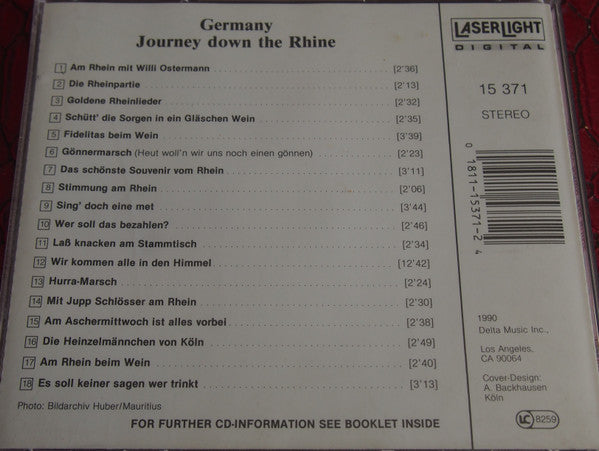 Germany
Journey down the Rhine
1 Am Rhein mit Willi Ostermann [2'36]
2 Die Rheinpartie [2'13]
3 Goldene Rheinlieder [2'32]
4 Schütt' die Sorgen in ein Gläschen Wein [2'35]
5 Fidelitas beim Wein [3'39]
6 Gönnermarsch (Heut woll'n wir uns noch einen gönnen) [2'23]
7 Das schönste Souvenir vom Rhein [3'11]
8 Stimmung am Rhein [2'06]
9 Sing' doch eine met [3'44]
10 Wer soll das bezahlen? [2'46]
11 Laß knacken am Stammtisch [2'34]
12 Wir kommen alle in den Himmel [12'42]
13 Hurra-Marsch [2'24]
14 Mit Jupp Schlösser am Rhein [2'30]
15 Am Aschermittwoch ist alles vorbei [2'38]
16 Die Heinzelmännchen von Köln [2'49]
17 Am Rhein beim Wein [2'40]
18 Es soll keiner sagen wer trinkt [3'13]
Photo: Bildarchiv Huber/Mauritius
FOR FURTHER CD-INFORMATION SEE BOOKLET INSIDE
LASERLIGHT
DIGITAL
15 371
STEREO
0 1811-15371-2 4
1990
Delta Music Inc.,
Los Angeles,
CA 90064
Cover-Design:
A. Backhausen
Köln
LC 8259